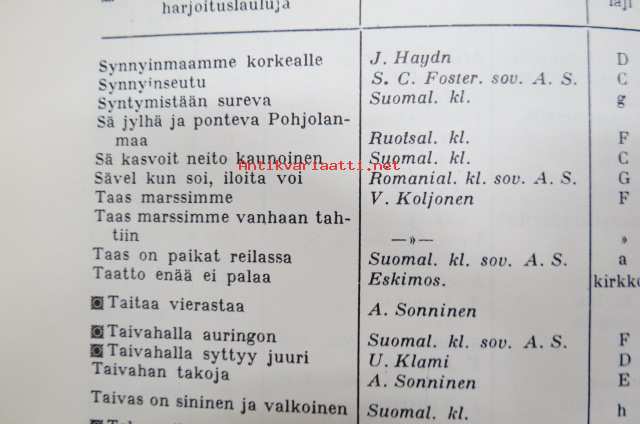 harjoituslauluja laji
Synnyinmaamme korkealle J. Haydn D
Synnyinseutu S. C. Foster. sov. A. S. C
Syntymistään sureva Suomal. kl. g
Sä jylhä ja ponteva Pohjolan-
maa Ruotsal. kl. F
Sä kasvoit neito kaunoinen Suomal. kl. C
Antikvariaatti.net
Sävel kun soi, iloita voi Romanial. kl. sov. A. S. G
Taas marssimme V. Koljonen F
Taas marssimme vanhaan tah-
tiin —»— »
Taas on paikat reilassa Suomal. kl. sov. A. S. a
Taatto enää ei palaa Eskimos. kirkko
Taitaa vierastaa A. Sonninen
Taivahalla auringon Suomal. kl. sov. A. S. F
Taivahalla syttyy juuri U. Klami D
Taivahan takoja A. Sonninen E
Taivas on sininen ja valkoinen Suomal. kl. h